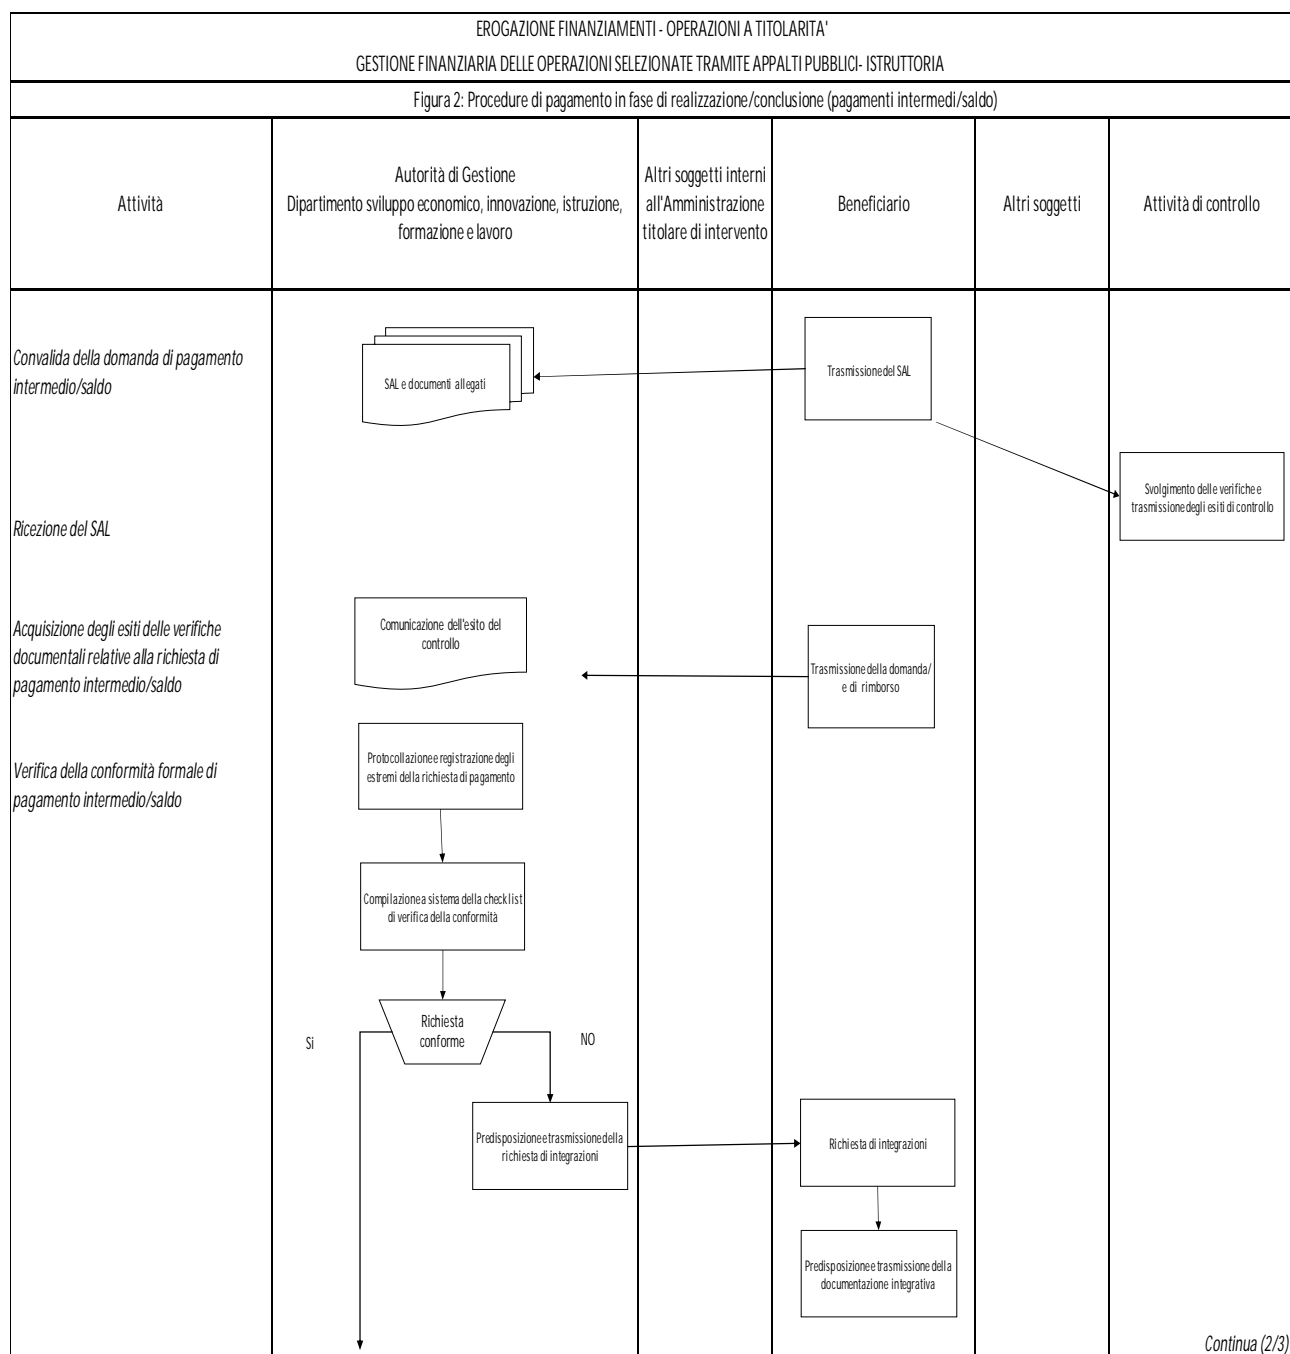 EROGAZIONE FINANZIAMENTI - OPERAZIONI A TITOLARITA'
GESTIONE FINANZIARIA DELLE OPERAZIONI SELEZIONATE TRAMITE APPALTI PUBBLICI- ISTRUTTORIA
Figura 2: Procedure di pagamento in fase di realizzazione/conclusione (pagamenti intermedi/saldo)
Attività
Autorità di Gestione
Dipartimento sviluppo economico, innovazione, istruzione,
formazione e lavoro
Altri soggetti interni
all'Amministrazione
titolare di intervento
Beneficiario
Altri soggetti
Attività di controllo
Convalida della domanda di pagamento
intermedio/saldo
SAL e documenti allegati
Trasmissione del SAL
Svolgimento delle verifiche e
trasmissione degli esiti di controllo
Ricezione del SAL
Acquisizione degli esiti delle verifiche
documentali relative alla richiesta di
pagamento intermedio/saldo
Comunicazione dell'esito del
controllo
Trasmissione della domanda/
e di rimborso
Verifica della conformità formale di
pagamento intermedio/saldo
Protocollazione e registrazione degli
estremi della richiesta di pagamento
Compilazione a sistema della check list
di verifica della conformità
Richiesta
conforme
Si
NO
Predisposizione e trasmissione della
richiesta di integrazioni
Richiesta di integrazioni
Predisposizione e trasmissione della
documentazione integrativa
Continua (2/3)